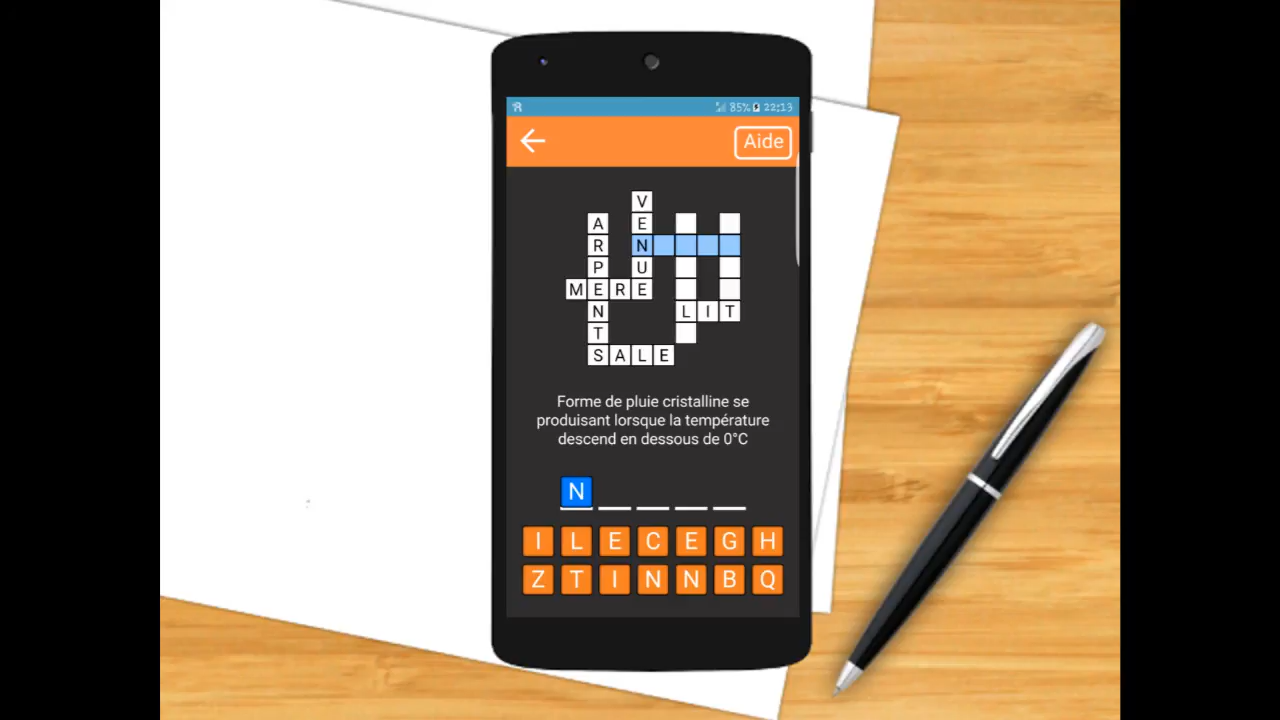 85% 22:13
Aide
V
A E
R N
P U
M E R E
N L I T
T
S A L E
Forme de pluie cristalline se
produisant lorsque la température
descend en dessous de 0°C
N
I L E C E G H
Z T I N N B Q